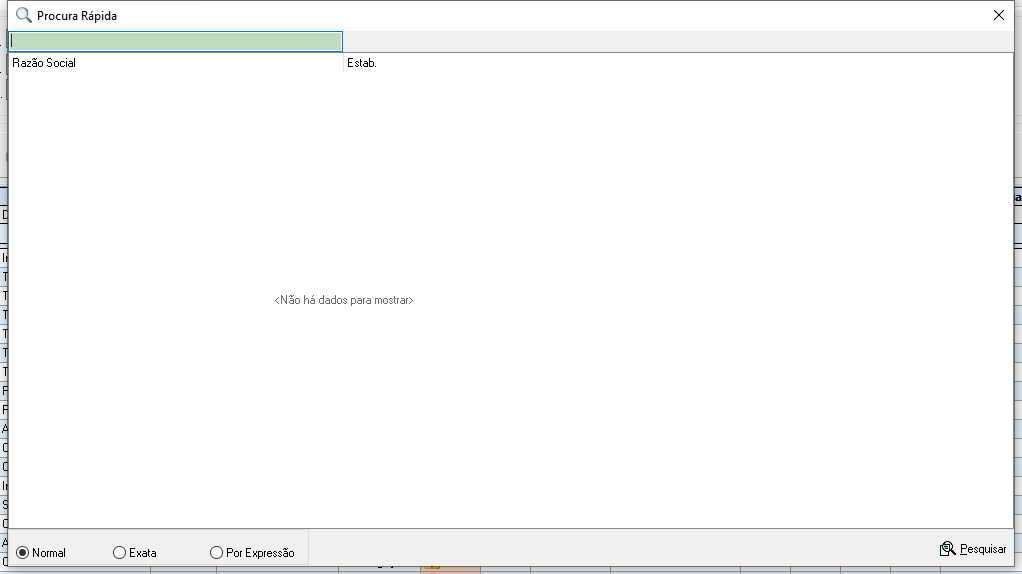 Procura Rápida
Razão Social Estab.
<Não há dados para mostrar>
Normal Exata Por Expressão Pesquisar